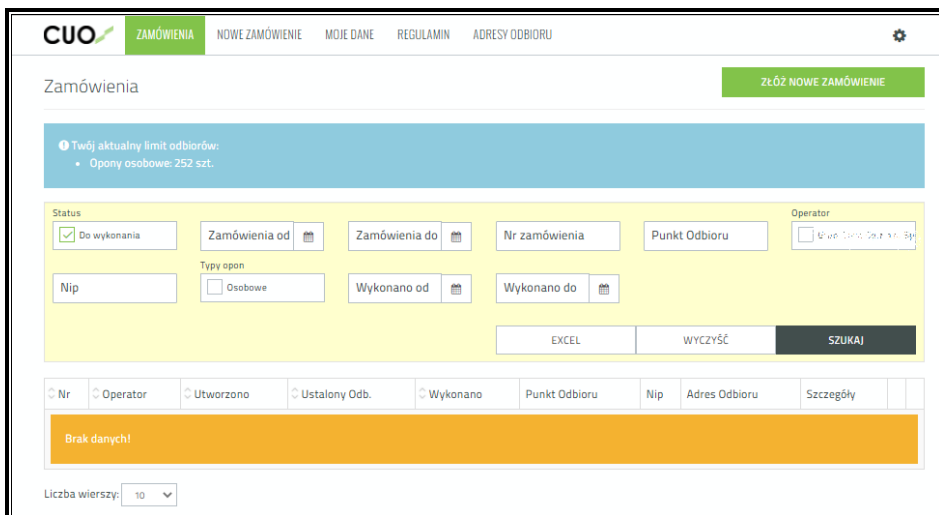 CUO
ZAMÓWIENIA NOWE ZAMÓWIENIE MOJE DANE REGULAMIN ADRESY ODBIORU
Zamówienia
ZŁÓŻ NOWE ZAMÓWIENIE
Twój aktualny limit odbiorów:
• Opony osobowe: 252 szt.
Status Operator
Do wykonania Zamówienia od Zamówienia do Nr zamówienia Punkt Odbioru
Typy opon
Nip Osobowe Wykonano od Wykonano do
EXCEL WYCZYŚĆ SZUKAJ
Nr Operator Utworzono Ustalony Odb. Wykonano Punkt Odbioru Nip Adres Odbioru Szczegóły
Brak danych!
Liczba wierszy: 10